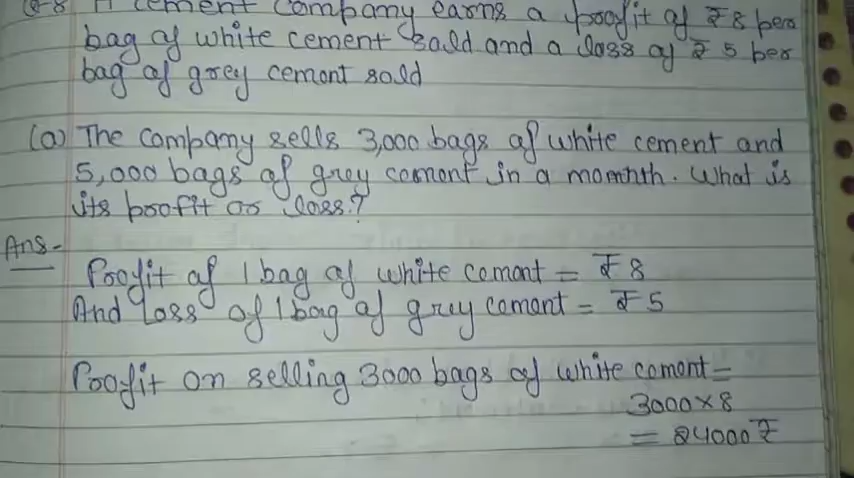 Q-8 A cement company earns a profit of ₹8 per
bag of white cement sold and a loss of ₹ 5 per
bag of grey cement sold
(a) The company sells 3,000 bags of white cement and
5,000 bags of grey cement in a momhth. What is
its profit or loss?
Ans-
Profit of 1 bag of white cement = ₹ 8
And loss of 1 bag of grey cement = ₹ 5
Profit on selling 3000 bags of white cement =
3000×8
= 24000 ₹